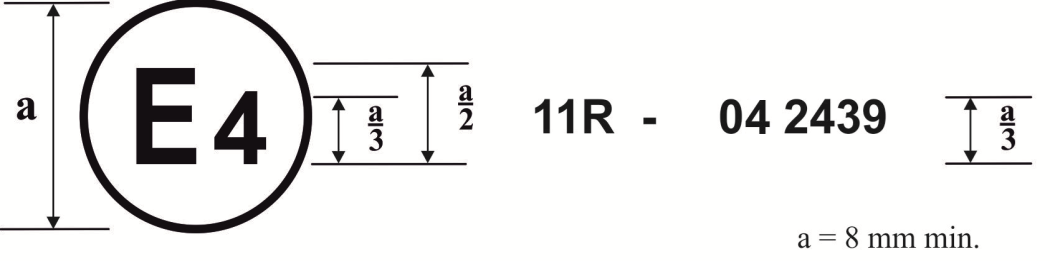 a E4 a/3 a/2 11R - 04 2439 a/3
a = 8 mm min.